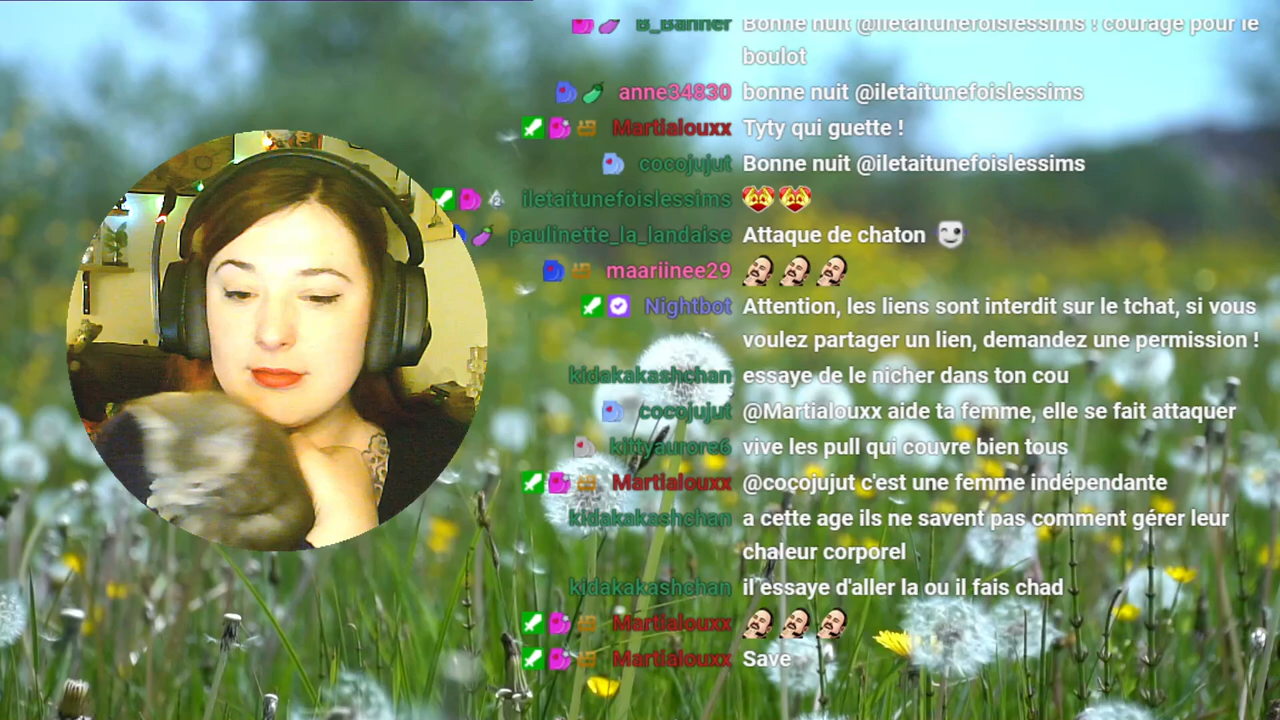 B_Banner Bonne nuit @iletaitunefoislessims ! courage pour le
boulot
anne34830 bonne nuit @iletaitunefoislessims
Martialouxx Tyty qui guette !
cocojujut Bonne nuit @iletaitunefoislessims
iletaitunefoislessims
paulinette_la_landaise Attaque de chaton
maariinee29
Nightbot Attention, les liens sont interdit sur le tchat, si vous
voulez partager un lien, demandez une permission !
kidakakashchan essaye de le nicher dans ton cou
cocojujut @Martialouxx aide ta femme, elle se fait attaquer
kittyaurore6 vive les pull qui couvre bien tous
Martialouxx @cocojujut c'est une femme indépendante
kidakakashchan a cette age ils ne savent pas comment gérer leur
chaleur corporel
kidakakashchan il essaye d'aller la ou il fais chad
Martialouxx
Martialouxx Save